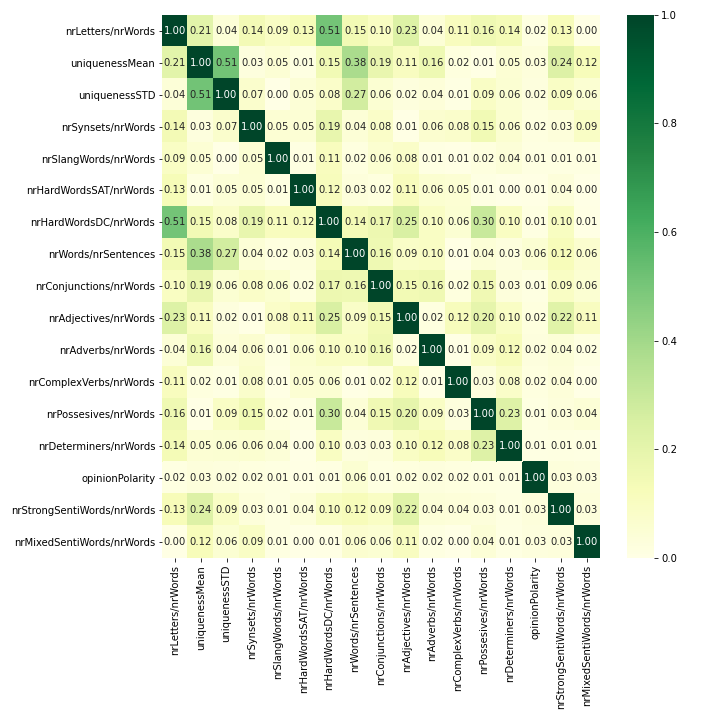 nrLetters/nrWords 1.00 0.21 0.04 0.14 0.09 0.13 0.51 0.15 0.10 0.23 0.04 0.11 0.16 0.14 0.02 0.13 0.00
uniquenessMean 0.21 1.00 0.51 0.03 0.05 0.01 0.15 0.38 0.19 0.11 0.16 0.02 0.01 0.05 0.03 0.24 0.12
uniquenessSTD 0.04 0.51 1.00 0.07 0.00 0.05 0.08 0.27 0.06 0.02 0.04 0.01 0.09 0.06 0.02 0.09 0.06
nrSynsets/nrWords 0.14 0.03 0.07 1.00 0.05 0.05 0.19 0.04 0.08 0.01 0.06 0.08 0.15 0.06 0.02 0.03 0.09
nrSlangWords/nrWords 0.09 0.05 0.00 0.05 1.00 0.01 0.11 0.02 0.06 0.08 0.01 0.01 0.02 0.04 0.01 0.01 0.01
nrHardWordsSAT/nrWords 0.13 0.01 0.05 0.05 0.01 1.00 0.12 0.03 0.02 0.11 0.06 0.05 0.01 0.00 0.01 0.04 0.00
nrHardWordsDC/nrWords 0.51 0.15 0.08 0.19 0.11 0.12 1.00 0.14 0.17 0.25 0.10 0.06 0.30 0.10 0.01 0.10 0.01
nrWords/nrSentences 0.15 0.38 0.27 0.04 0.02 0.03 0.14 1.00 0.16 0.09 0.10 0.01 0.04 0.03 0.06 0.12 0.06
nrConjunctions/nrWords 0.10 0.19 0.06 0.08 0.06 0.02 0.17 0.16 1.00 0.15 0.16 0.02 0.15 0.03 0.01 0.09 0.06
nrAdjectives/nrWords 0.23 0.11 0.02 0.01 0.08 0.11 0.25 0.09 0.15 1.00 0.02 0.12 0.20 0.10 0.02 0.22 0.11
nrAdverbs/nrWords 0.04 0.16 0.04 0.06 0.01 0.06 0.10 0.10 0.16 0.02 1.00 0.01 0.09 0.12 0.02 0.04 0.02
nrComplexVerbs/nrWords 0.11 0.02 0.01 0.08 0.01 0.05 0.06 0.01 0.02 0.12 0.01 1.00 0.03 0.08 0.02 0.04 0.00
nrPossesives/nrWords 0.16 0.01 0.09 0.15 0.02 0.01 0.30 0.04 0.15 0.20 0.09 0.03 1.00 0.23 0.01 0.03 0.04
nrDeterminers/nrWords 0.14 0.05 0.06 0.06 0.04 0.00 0.10 0.03 0.03 0.10 0.12 0.08 0.23 1.00 0.01 0.01 0.01
opinionPolarity 0.02 0.03 0.02 0.02 0.01 0.01 0.01 0.06 0.01 0.02 0.02 0.02 0.01 0.01 1.00 0.03 0.03
nrStrongSentiWords/nrWords 0.13 0.24 0.09 0.03 0.01 0.04 0.10 0.12 0.09 0.22 0.04 0.04 0.03 0.01 0.03 1.00 0.03
nrMixedSentiWords/nrWords 0.00 0.12 0.06 0.09 0.01 0.00 0.01 0.06 0.06 0.11 0.02 0.00 0.04 0.01 0.03 0.03 1.00
nrLetters/nrWords
uniquenessMean
uniquenessSTD
nrSynsets/nrWords
nrSlangWords/nrWords
nrHardWordsSAT/nrWords
nrHardWordsDC/nrWords
nrWords/nrSentences
nrConjunctions/nrWords
nrAdjectives/nrWords
nrAdverbs/nrWords
nrComplexVerbs/nrWords
nrPossesives/nrWords
nrDeterminers/nrWords
opinionPolarity
nrStrongSentiWords/nrWords
nrMixedSentiWords/nrWords
1.0
0.8
0.6
0.4
0.2
0.0